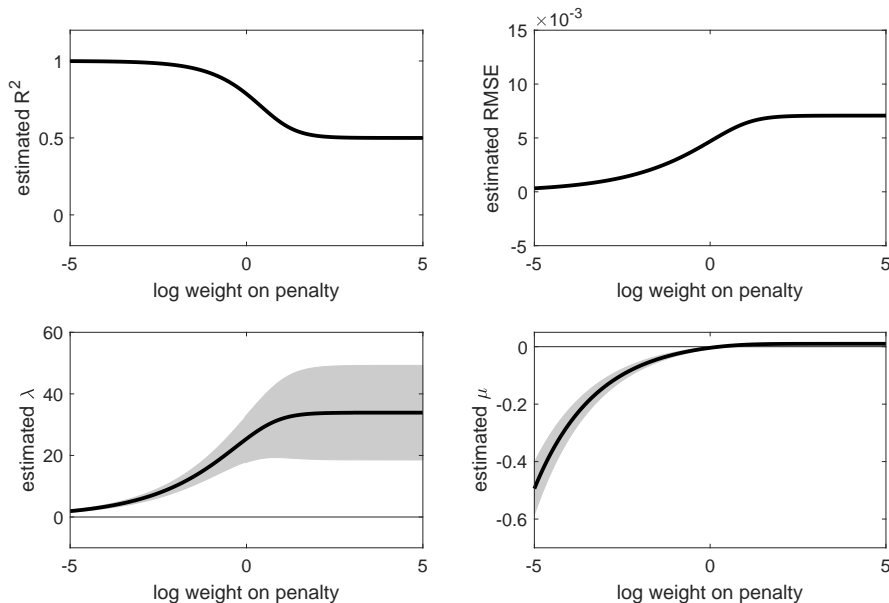 1
0.5
0
-5 0 5
estimated R²
log weight on penalty
×10⁻³
15
10
5
0
-5
-5 0 5
estimated RMSE
log weight on penalty
60
40
20
0
-5 0 5
estimated λ
log weight on penalty
0
-0.2
-0.4
-0.6
-5 0 5
estimated μ
log weight on penalty